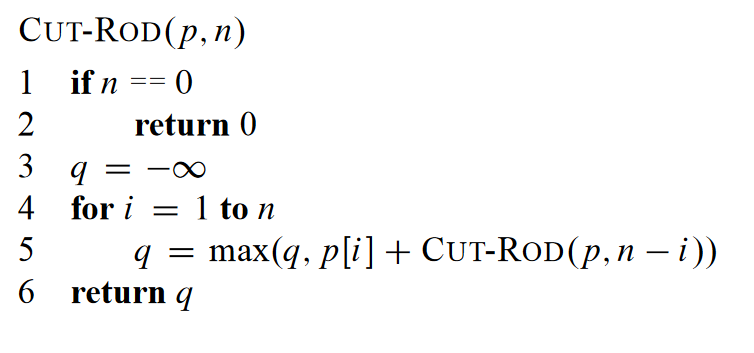 CUT-ROD(p, n)
1 if n == 0
2 return 0
3 q = −∞
4 for i = 1 to n
5 q = max(q, p[i] + CUT-ROD(p, n − i))
6 return q